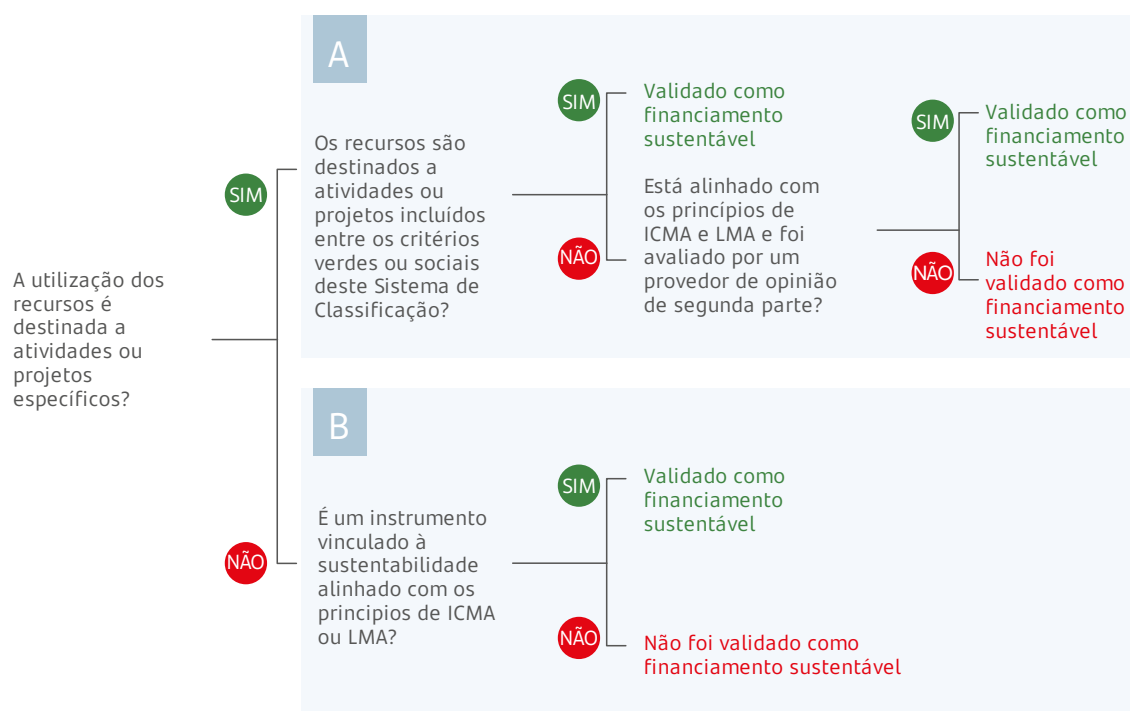 A utilização dos
recursos é
destinada a
atividades ou
projetos
específicos?
SIM
NÃO
A
Os recursos são
destinados a
atividades ou
projetos incluídos
entre os critérios
verdes ou sociais
deste Sistema de
Classificação?
SIM
Validado como
financiamento
sustentável
NÃO
Está alinhado com
os princípios de
ICMA e LMA e foi
avaliado por um
provedor de opinião
de segunda parte?
SIM
Validado como
financiamento
sustentável
NÃO
Não foi
validado como
financiamento
sustentável
B
É um instrumento
vinculado à
sustentabilidade
alinhado com os
principios de ICMA
ou LMA?
SIM
Validado como
financiamento
sustentável
NÃO
Não foi validado como
financiamento sustentável